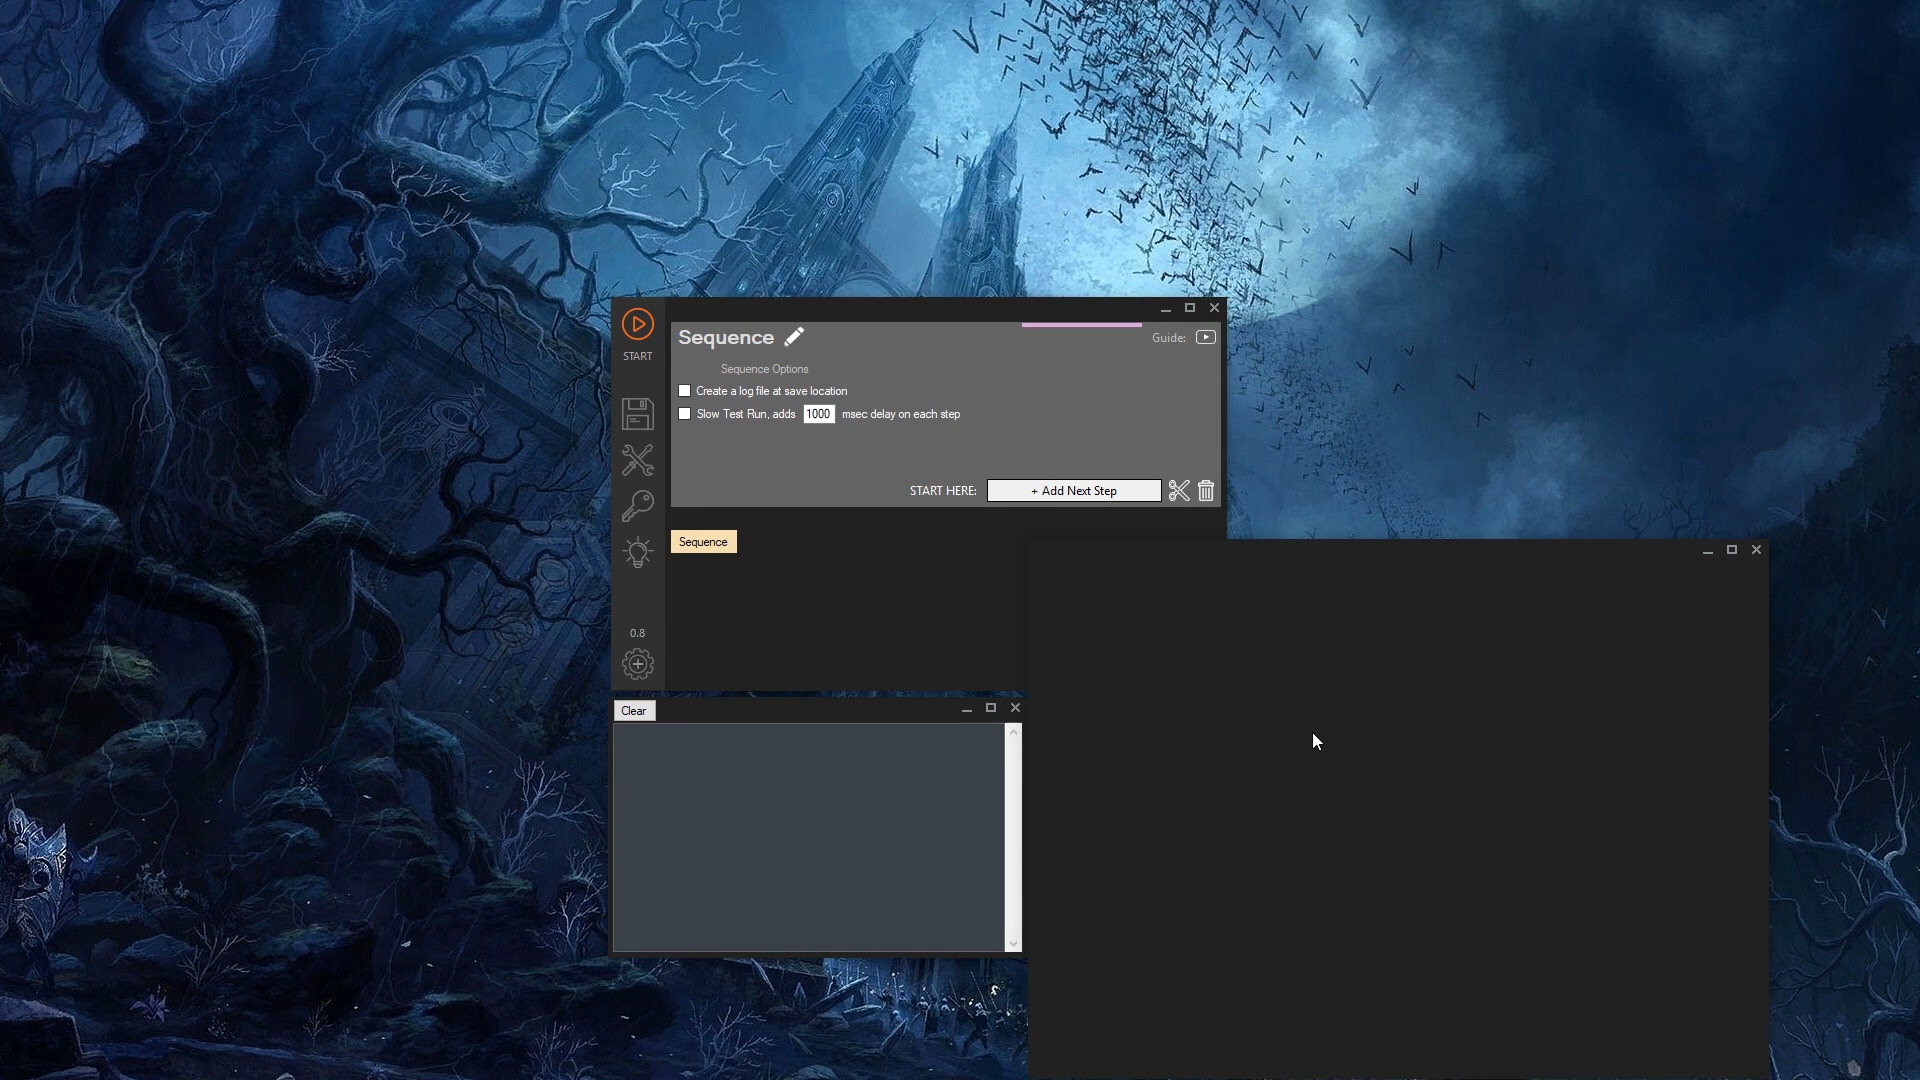 START
Sequence
Guide:
Sequence Options
Create a log file at save location
Slow Test Run, adds 1000 msec delay on each step
START HERE: + Add Next Step
Sequence
0.8
Clear